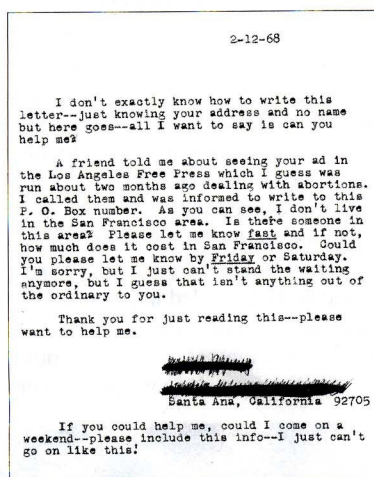 2-12-68
I don't exactly know how to write this
letter--just knowing your address and no name
but here goes--all I want to say is can you
help me?
A friend told me about seeing your ad in
the Los Angeles Free Press which I guess was
run about two months ago dealing with abortions.
I called them and was informed to write to this
P. O. Box number. As you can see, I don't live
in the San Francisco area. Is there someone in
this area? Please let me know fast and if not,
how much does it cost in San Francisco. Could
you please let me know by Friday or Saturday.
I'm sorry, but I just can't stand the waiting
anymore, but I guess that isn't anything out of
the ordinary to you.
Thank you for just reading this--please
want to help me.
Santa Ana, California 92705
If you could help me, could I come on a
weekend--please include this info--I just can't
go on like this!